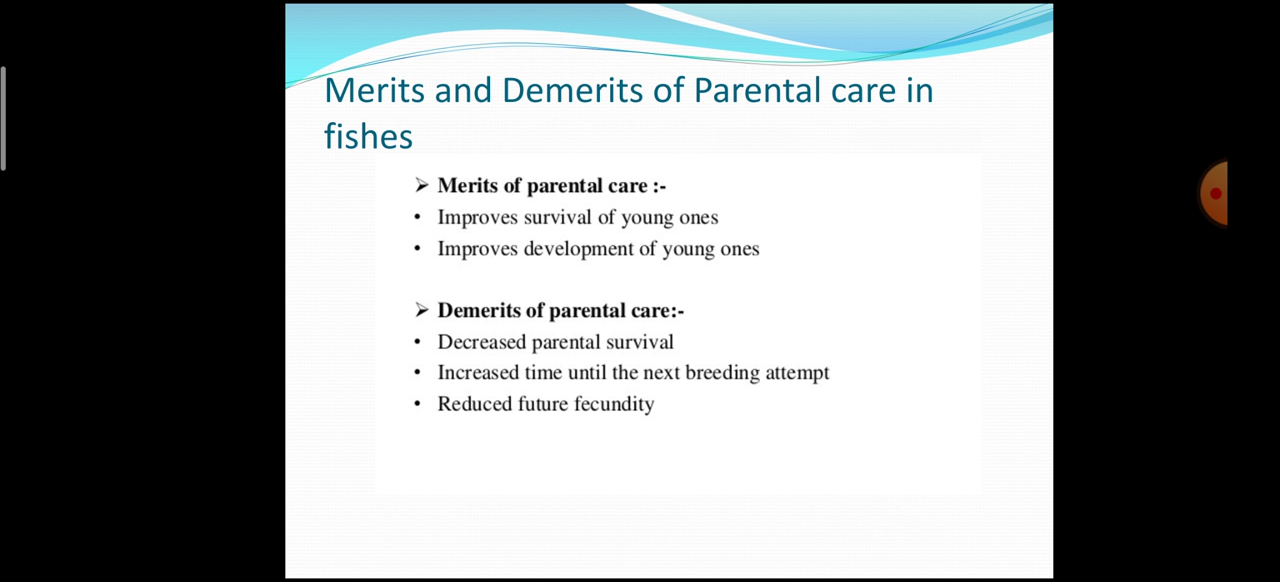 Merits and Demerits of Parental care in
fishes
➢ Merits of parental care :-
• Improves survival of young ones
• Improves development of young ones
➢ Demerits of parental care:-
• Decreased parental survival
• Increased time until the next breeding attempt
• Reduced future fecundity